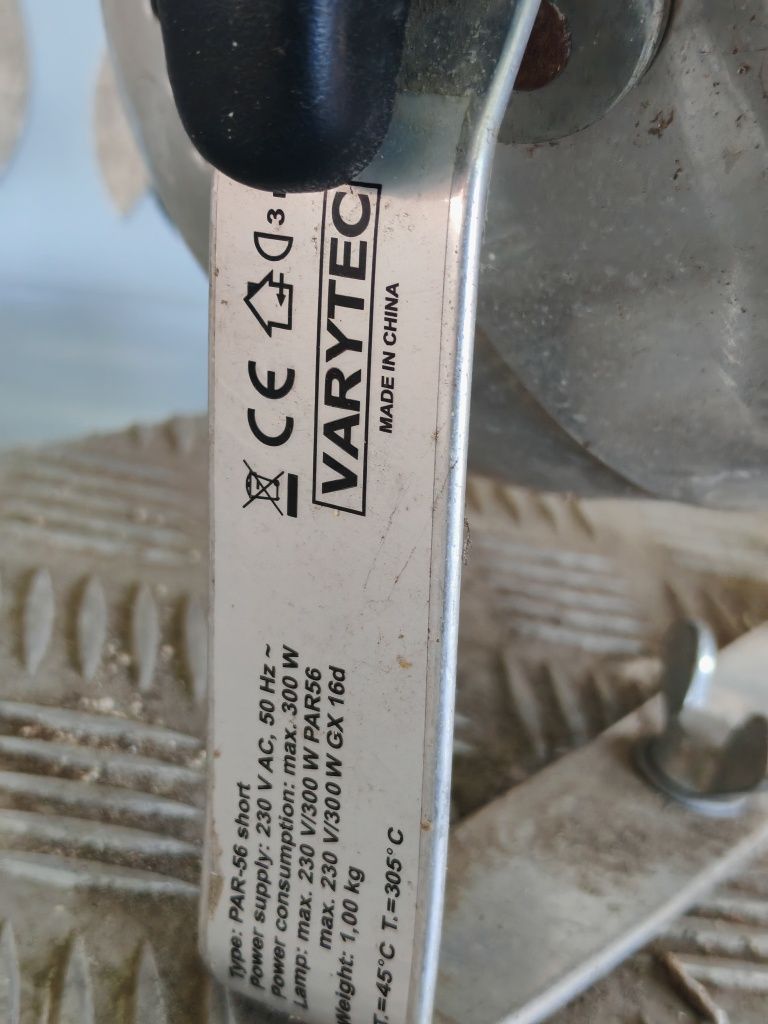 Type: PAR-56 short
Power supply: 230 V AC, 50 Hz ~
Power consumption: max. 300 W
Lamp: max. 230 V/300 W PAR56
max. 230 V/300 W GX 16d
Weight: 1,00 kg
T.=45°C T.=305°C
CE
3
VARYTEC
MADE IN CHINA